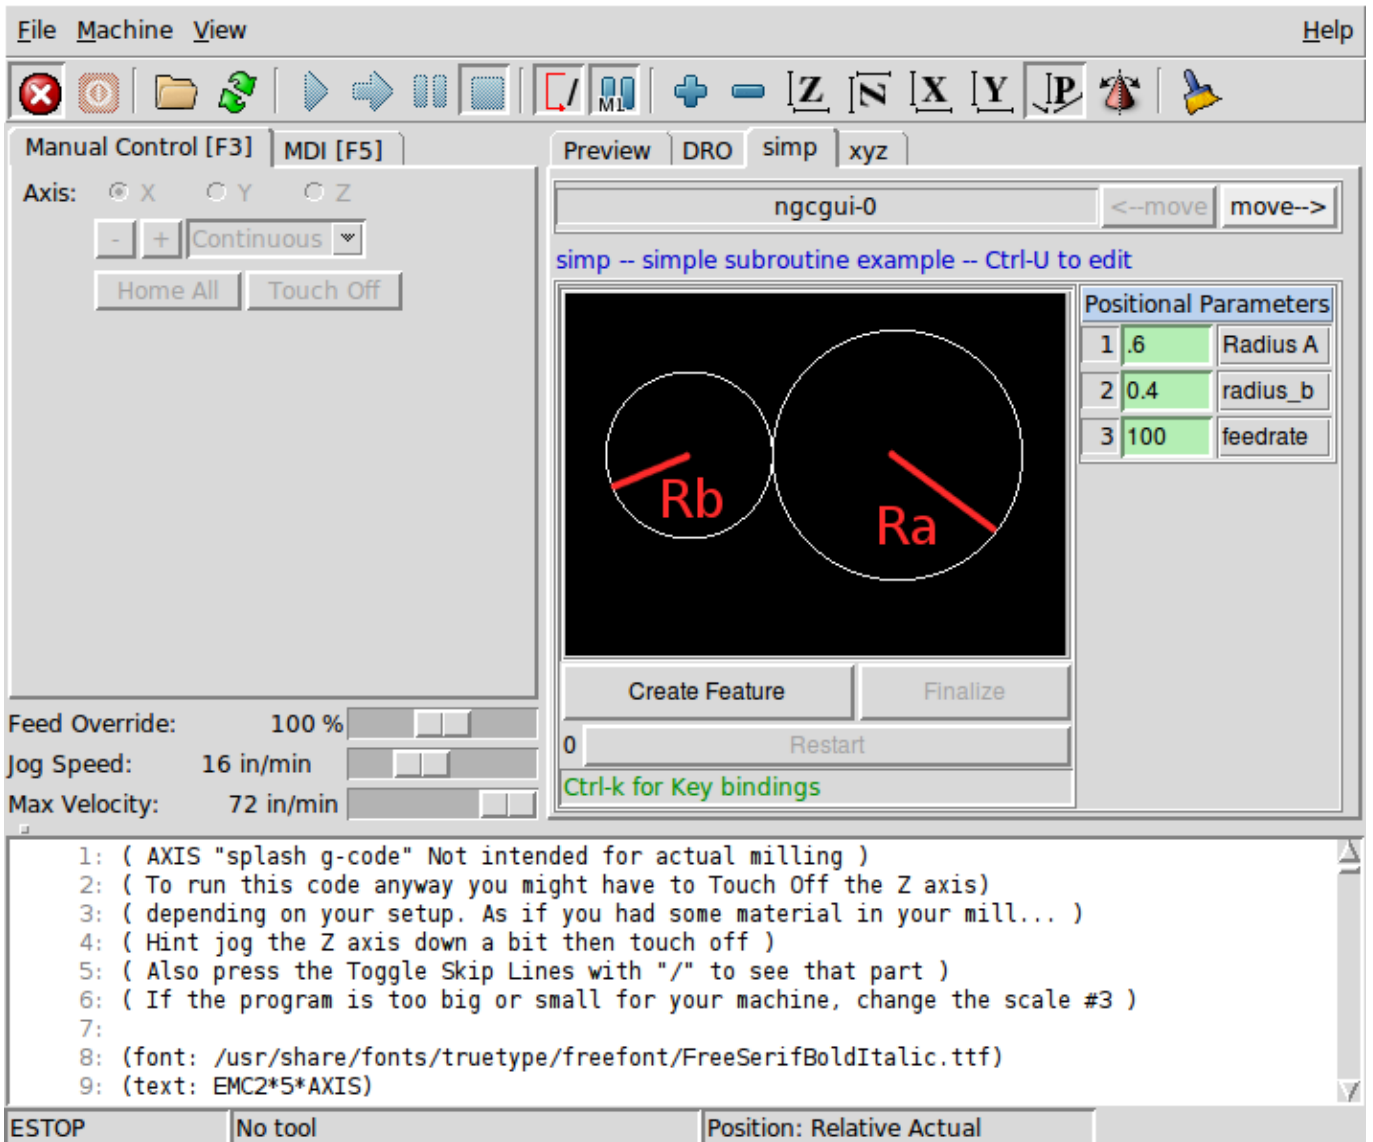 File Machine View Help
M1 Z N X Y P
Manual Control [F3] MDI [F5] Preview DRO simp xyz
Axis: X Y Z
- + Continuous
Home All Touch Off
ngcgui-0 <--move move-->
simp -- simple subroutine example -- Ctrl-U to edit
Rb
Ra
Positional Parameters
1 .6 Radius A
2 0.4 radius_b
3 100 feedrate
Create Feature Finalize
0 Restart
Ctrl-k for Key bindings
Feed Override: 100 %
Jog Speed: 16 in/min
Max Velocity: 72 in/min
1: ( AXIS "splash g-code" Not intended for actual milling )
2: ( To run this code anyway you might have to Touch Off the Z axis)
3: ( depending on your setup. As if you had some material in your mill... )
4: ( Hint jog the Z axis down a bit then touch off )
5: ( Also press the Toggle Skip Lines with "/" to see that part )
6: ( If the program is too big or small for your machine, change the scale #3 )
7:
8: (font: /usr/share/fonts/truetype/freefont/FreeSerifBoldItalic.ttf)
9: (text: EMC2*5*AXIS)
ESTOP No tool Position: Relative Actual